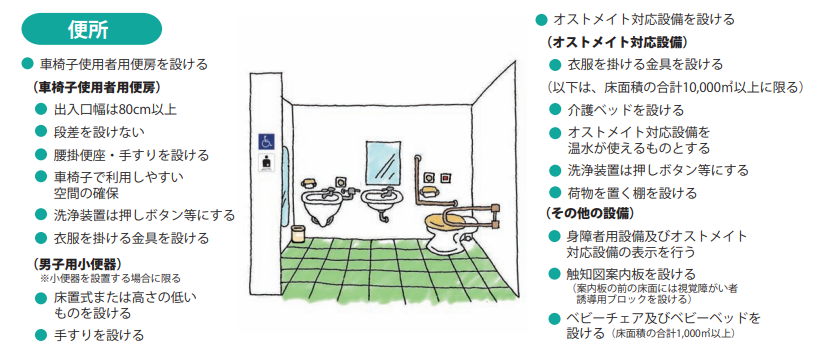 便所
車椅子使用者用便房を設ける
（車椅子使用者用便房）
出入口幅は80cm以上
段差を設けない
腰掛便座・手すりを設ける
車椅子で利用しやすい
空間の確保
洗浄装置は押しボタン等にする
衣服を掛ける金具を設ける
（男子用小便器）
※小便器を設置する場合に限る
床置式または高さの低い
ものを設ける
手すりを設ける
オストメイト対応設備を設ける
（オストメイト対応設備）
衣服を掛ける金具を設ける
（以下は、床面積の合計10,000㎡以上に限る）
介護ベッドを設ける
オストメイト対応設備を
温水が使えるものとする
洗浄装置は押しボタン等にする
荷物を置く棚を設ける
（その他の設備）
身障者用設備及びオストメイト
対応設備の表示を行う
触知図案内板を設ける
（案内板の前の床面には視覚障がい者
誘導用ブロックを設ける）
ベビーチェア及びベビーベッドを
設ける（床面積の合計1,000㎡以上）